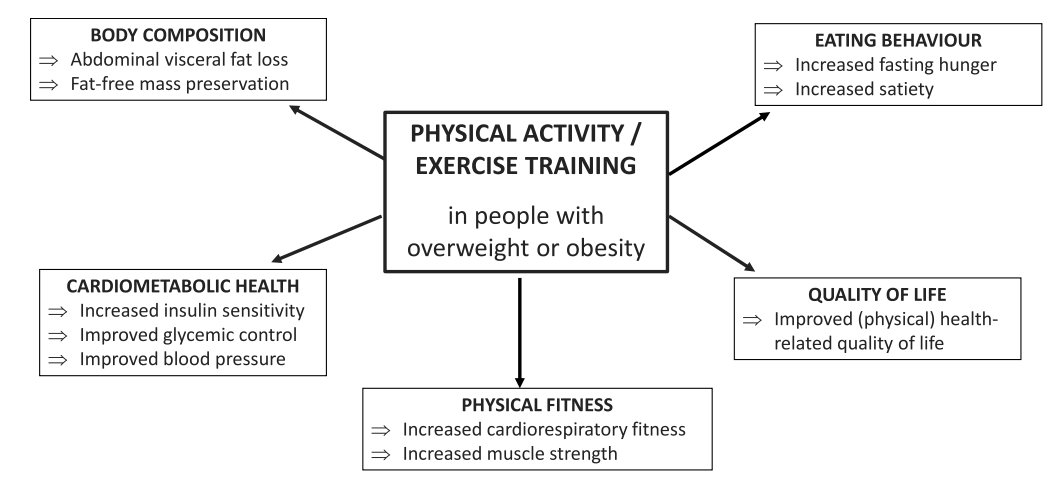 BODY COMPOSITION
⇒ Abdominal visceral fat loss
⇒ Fat-free mass preservation
EATING BEHAVIOUR
⇒ Increased fasting hunger
⇒ Increased satiety
PHYSICAL ACTIVITY /
EXERCISE TRAINING
in people with
overweight or obesity
CARDIOMETABOLIC HEALTH
⇒ Increased insulin sensitivity
⇒ Improved glycemic control
⇒ Improved blood pressure
QUALITY OF LIFE
⇒ Improved (physical) health-
related quality of life
PHYSICAL FITNESS
⇒ Increased cardiorespiratory fitness
⇒ Increased muscle strength